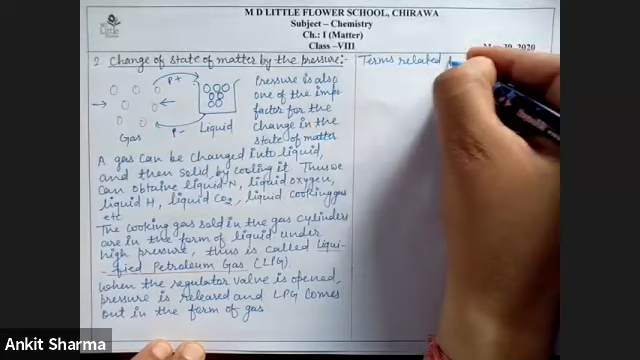 M D LITTLE FLOWER SCHOOL, CHIRAWA
Subject - Chemistry
Ch.: I (Matter)
Class -VIII
May 30, 2020
2 Change of state of matter by the pressure:-
P+
P-
Gas
Liquid
Pressure is also
one of the imp
factor for the
change in the
state of matter
A gas can be changed into liquid,
and then solid, by cooling it Thus we
can obtaine liquid N, liquid oxygen,
liquid H, liquid CO2, liquid cooking gas
etc
The cooking gas sold in the gas cylinders
are in the form of liquid under
high pressure, thus is called Liqui-
-fied Petroleum Gas (LPG)
When the regulator valve is opened,
pressure is released and LPG comes
out in the form of gas
Terms related
Ankit Sharma